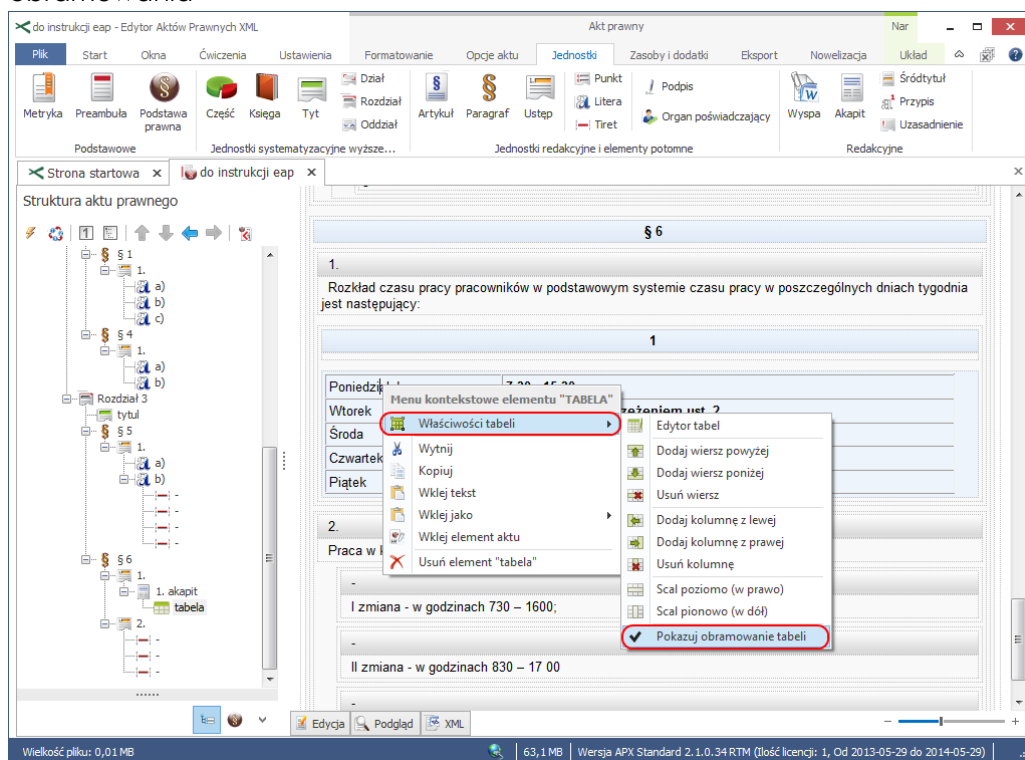 obramowania
do instrukcji eap - Edytor Aktów Prawnych XML
Akt prawny
Nar
Plik Start Okna Ćwiczenia Ustawienia Formatowanie Opcje aktu Jednostki Zasoby i dodatki Eksport Nowelizacja Układ
Metryka Preambuła Podstawa prawna
Część Księga Tyt
Dział
Rozdział
Oddział
Artykuł Paragraf Ustęp
Punkt
Litera
Tiret
Podpis
Organ poświadczający
Wyspa Akapit
Śródtytuł
Przypis
Uzasadnienie
Podstawowe Jednostki systematyzacyjne wyższe... Jednostki redakcyjne i elementy potomne Redakcyjne
Strona startowa do instrukcji eap
Struktura aktu prawnego
§ 1
1.
a)
b)
c)
§ 4
1.
a)
b)
Rozdział 3
tytul
§ 5
1.
a)
b)
-
-
-
-
§ 6
1.
1. akapit
tabela
2.
-
-
-
§ 6
1.
Rozkład czasu pracy pracowników w podstawowym systemie czasu pracy w poszczególnych dniach tygodnia
jest następujący:
1
Wtorek
ust. 2
Środa
Czwartek
Piątek
2.
Praca w
-
I zmiana - w godzinach 730 – 1600;
-
II zmiana - w godzinach 830 – 17 00
-
Menu kontekstowe elementu "TABELA"
Właściwości tabeli
Wytnij
Kopiuj
Wklej tekst
Wklej jako
Wklej element aktu
Usuń element "tabela"
Edytor tabel
Dodaj wiersz powyżej
Dodaj wiersz poniżej
Usuń wiersz
Dodaj kolumnę z lewej
Dodaj kolumnę z prawej
Usuń kolumnę
Scal poziomo (w prawo)
Scal pionowo (w dół)
Pokazuj obramowanie tabeli
Edycja Podgląd XML
Wielkość pliku: 0,01 MB 63,1 MB Wersja APX Standard 2.1.0.34 RTM (Ilość licencji: 1, Od 2013-05-29 do 2014-05-29)